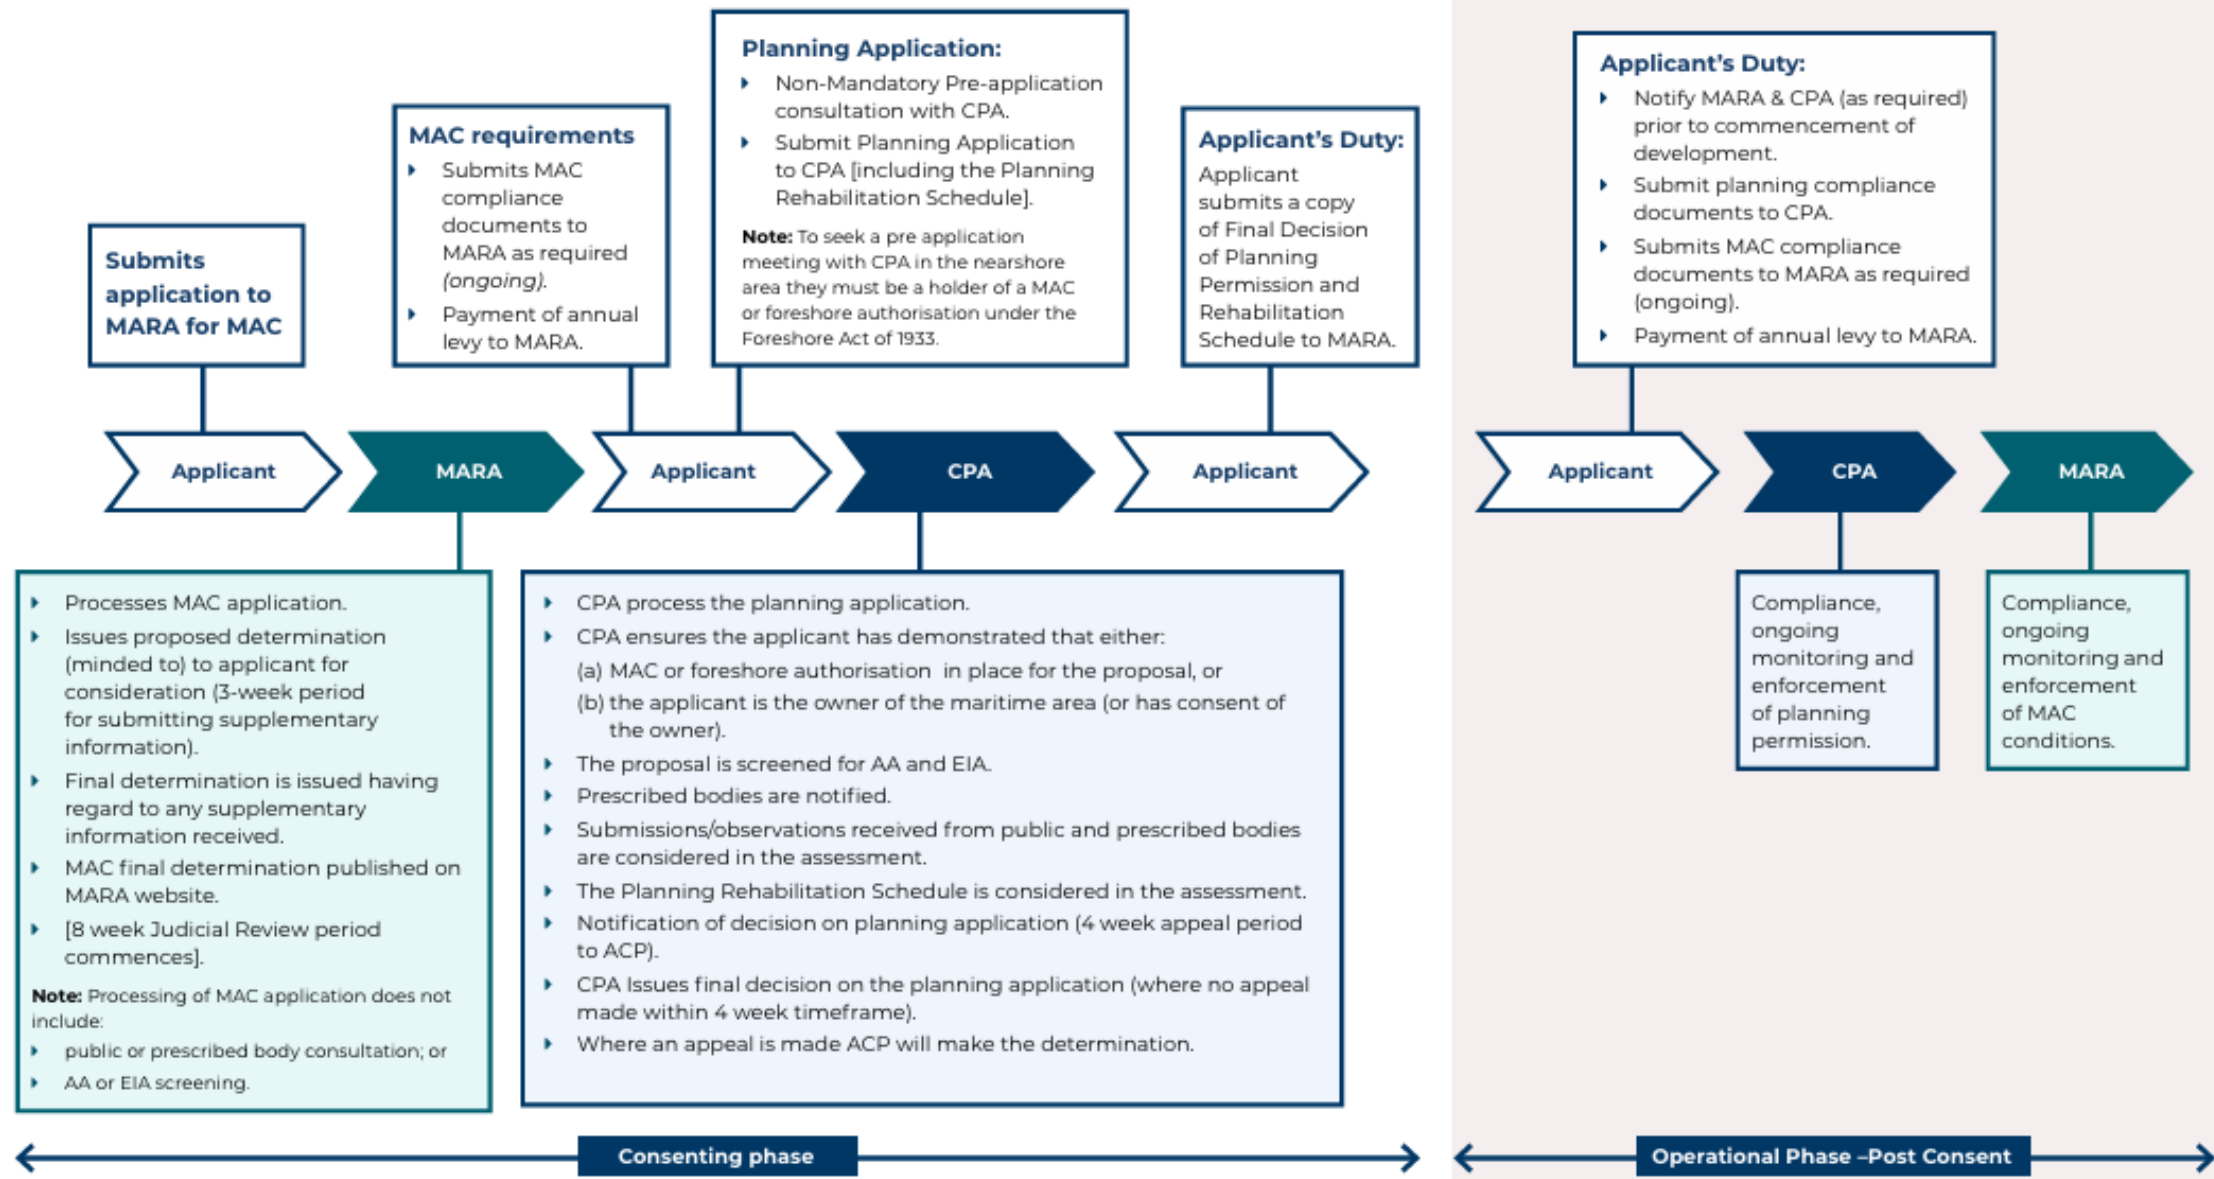 Submits
application to
MARA for MAC
MAC requirements
Submits MAC
compliance
documents to
MARA as required
(ongoing).
Payment of annual
levy to MARA.
Planning Application:
Non-Mandatory Pre-application
consultation with CPA.
Submit Planning Application
to CPA [including the Planning
Rehabilitation Schedule].
Note: To seek a pre application
meeting with CPA in the nearshore
area they must be a holder of a MAC
or foreshore authorisation under the
Foreshore Act of 1933.
Applicant's Duty:
Applicant
submits a copy
of Final Decision
of Planning
Permission and
Rehabilitation
Schedule to MARA.
Applicant's Duty:
Notify MARA & CPA (as required)
prior to commencement of
development.
Submit planning compliance
documents to CPA.
Submits MAC compliance
documents to MARA as required
(ongoing).
Payment of annual levy to MARA.
Applicant
MARA
Applicant
CPA
Applicant
Applicant
CPA
MARA
Processes MAC application.
Issues proposed determination
(minded to) to applicant for
consideration (3-week period
for submitting supplementary
information).
Final determination is issued having
regard to any supplementary
information received.
MAC final determination published on
MARA website.
[8 week Judicial Review period
commences].
Note: Processing of MAC application does not
include:
public or prescribed body consultation; or
AA or EIA screening.
CPA process the planning application.
CPA ensures the applicant has demonstrated that either:
(a) MAC or foreshore authorisation in place for the proposal, or
(b) the applicant is the owner of the maritime area (or has consent of
the owner).
The proposal is screened for AA and EIA.
Prescribed bodies are notified.
Submissions/observations received from public and prescribed bodies
are considered in the assessment.
The Planning Rehabilitation Schedule is considered in the assessment.
Notification of decision on planning application (4 week appeal period
to ACP).
CPA Issues final decision on the planning application (where no appeal
made within 4 week timeframe).
Where an appeal is made ACP will make the determination.
Compliance,
ongoing
monitoring and
enforcement
of planning
permission.
Compliance,
ongoing
monitoring and
enforcement
of MAC
conditions.
Consenting phase
Operational Phase –Post Consent